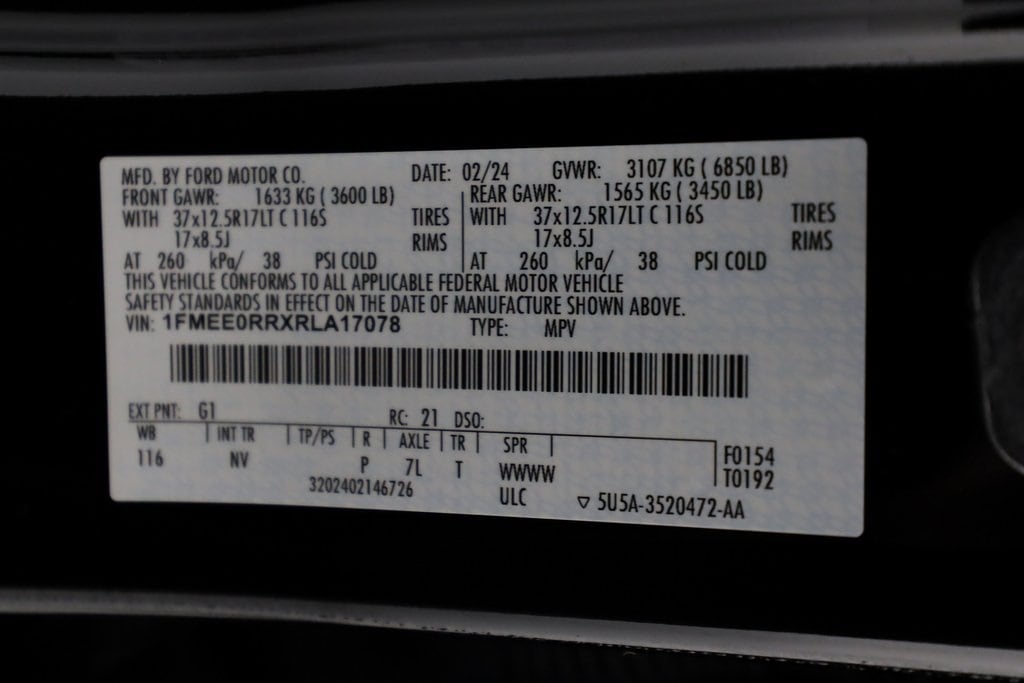 MFD. BY FORD MOTOR CO. DATE: 02/24 GVWR: 3107 KG ( 6850 LB)
FRONT GAWR: 1633 KG ( 3600 LB) REAR GAWR: 1565 KG ( 3450 LB)
WITH 37x12.5R17LT C 116S TIRES WITH 37x12.5R17LT C 116S TIRES
17x8.5J RIMS 17x8.5J RIMS
AT 260 kPa/ 38 PSI COLD AT 260 kPa/ 38 PSI COLD
THIS VEHICLE CONFORMS TO ALL APPLICABLE FEDERAL MOTOR VEHICLE
SAFETY STANDARDS IN EFFECT ON THE DATE OF MANUFACTURE SHOWN ABOVE.
VIN: 1FMEE0RRXRLA17078 TYPE: MPV
EXT PNT: G1 RC: 21 DSO:
WB INT TR TP/PS R AXLE TR SPR F0154
116 NV P 7L T WWWW T0192
3202402146726 ULC ▽ 5U5A-3520472-AA